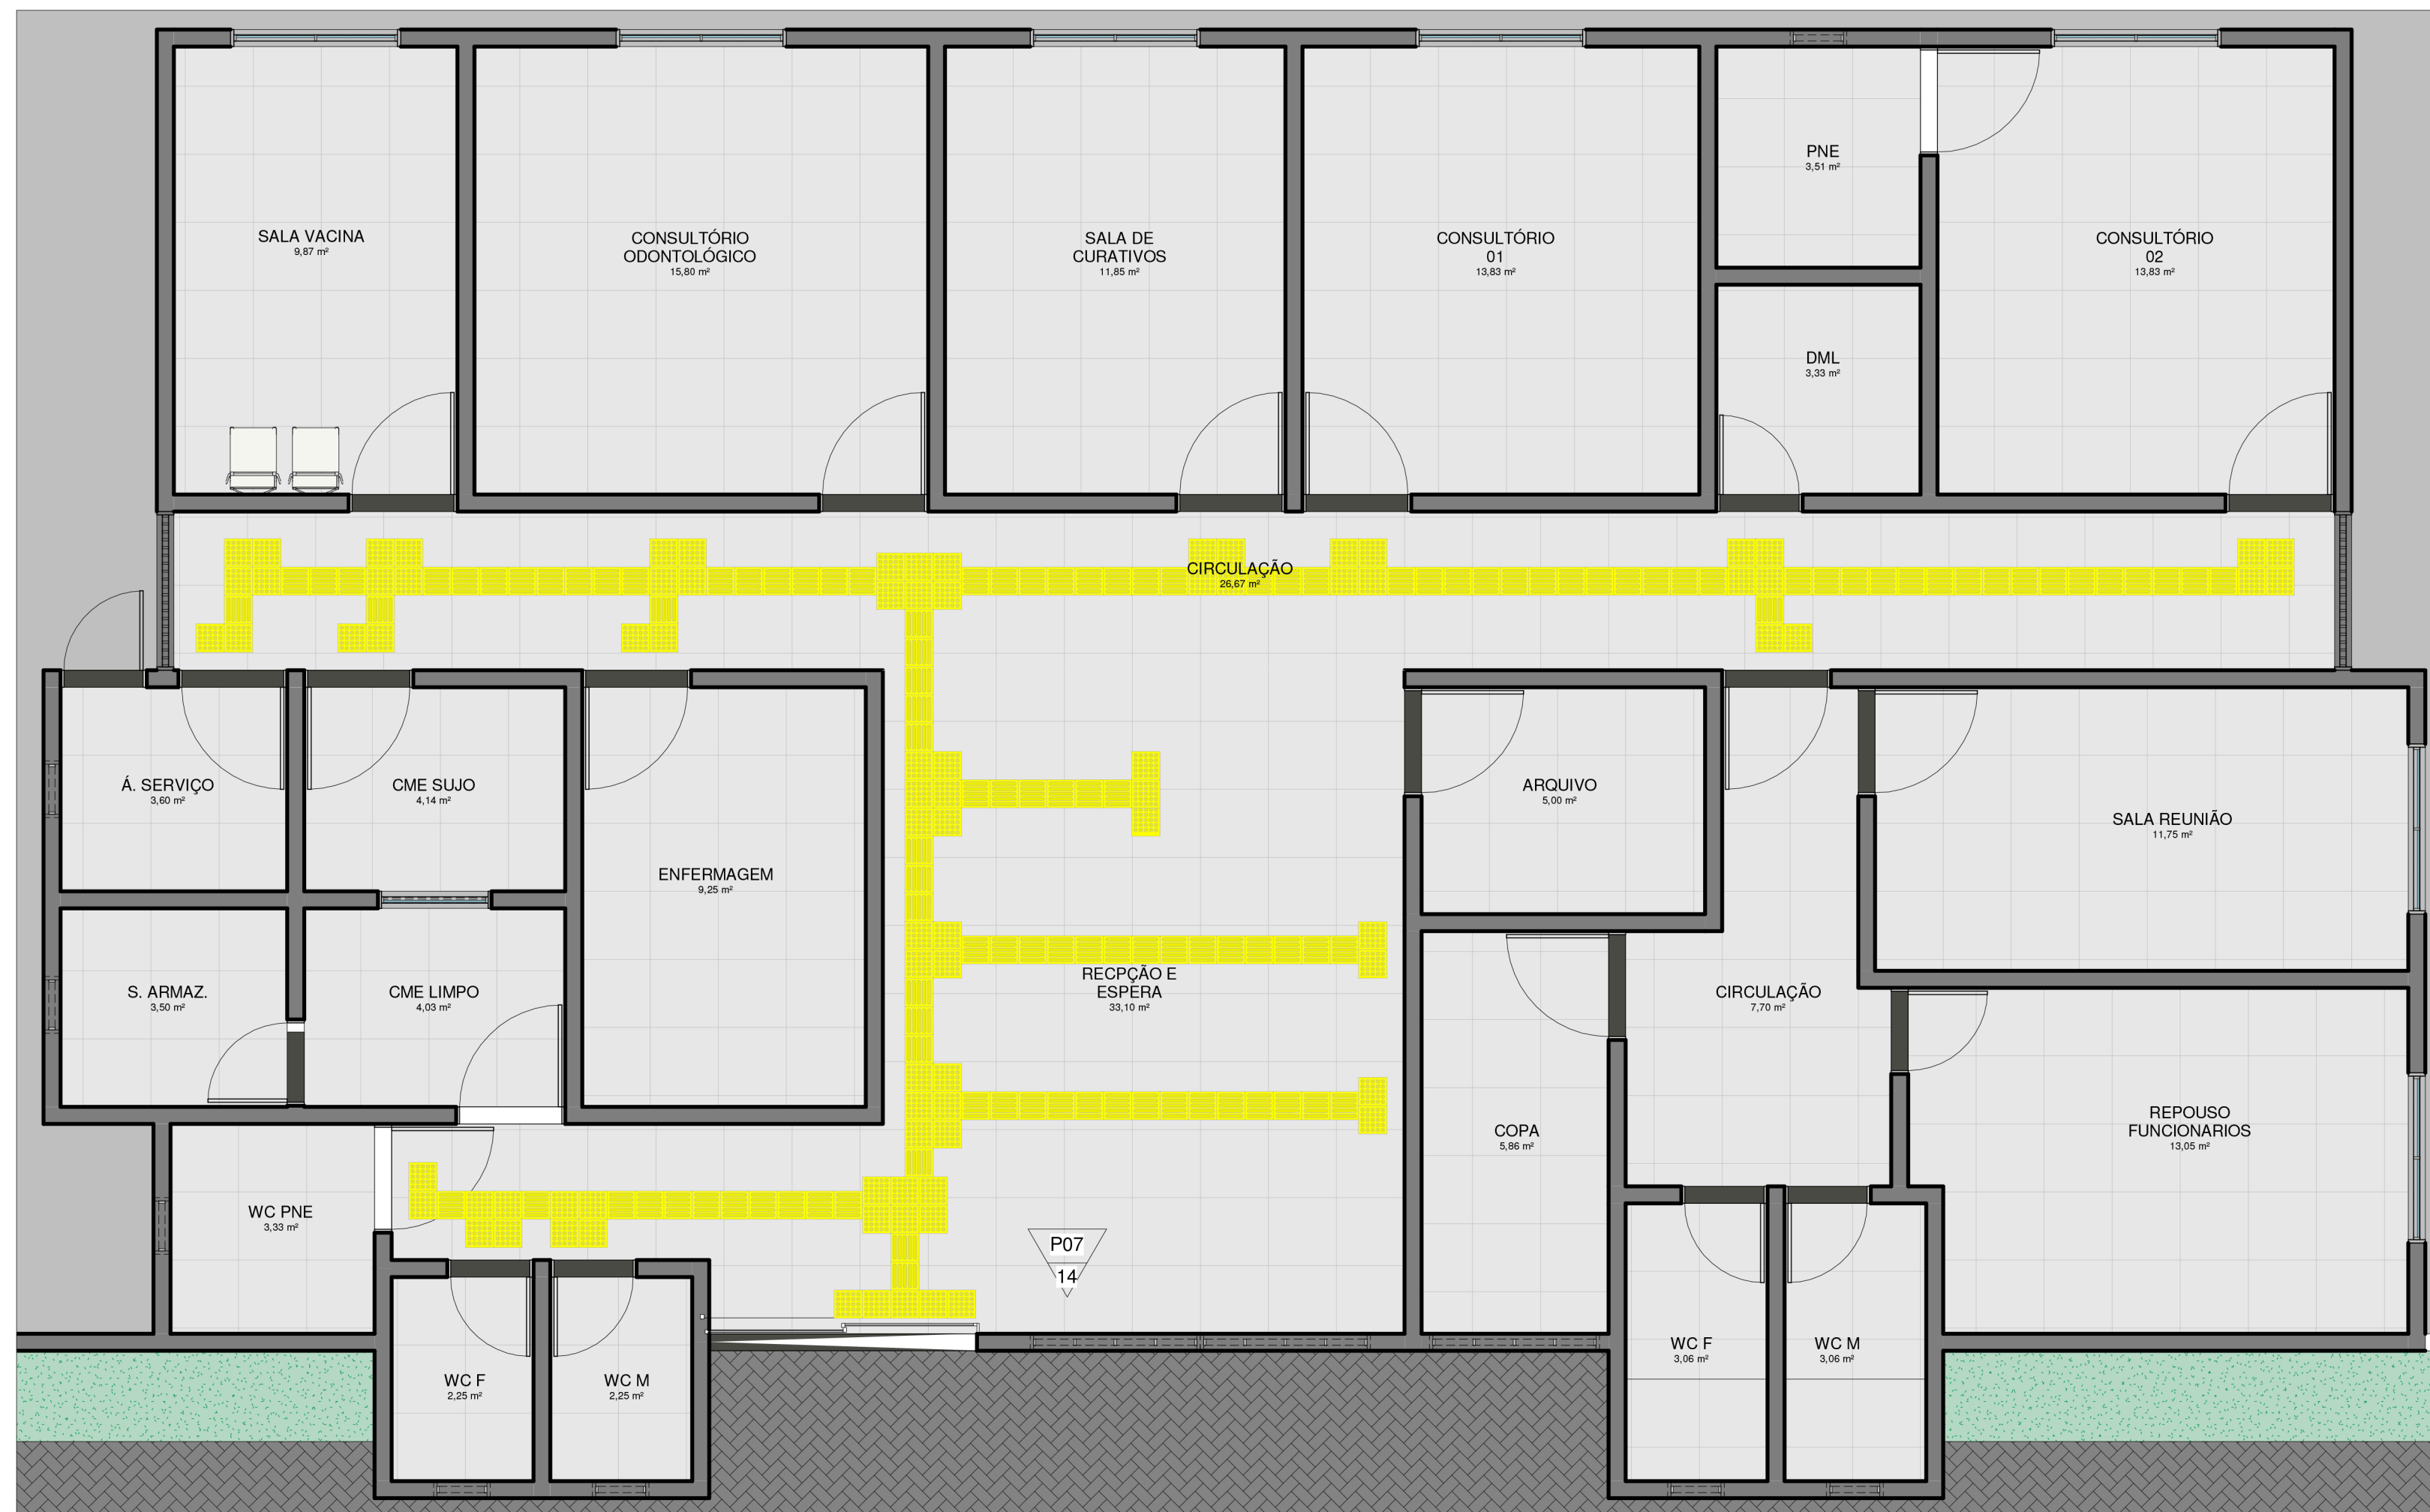 SALA VACINA
9,87 m²
CONSULTÓRIO
ODONTOLÓGICO
15,80 m²
SALA DE
CURATIVOS
11,85 m²
CONSULTÓRIO
01
13,83 m²
PNE
3,51 m²
DML
3,33 m²
CONSULTÓRIO
02
13,83 m²
CIRCULAÇÃO
26,67 m²
Á. SERVIÇO
3,60 m²
CME SUJO
4,14 m²
ENFERMAGEM
9,25 m²
ARQUIVO
5,00 m²
SALA REUNIÃO
11,75 m²
S. ARMAZ.
3,50 m²
CME LIMPO
4,03 m²
RECPÇÃO E
ESPERA
33,10 m²
CIRCULAÇÃO
7,70 m²
COPA
5,86 m²
REPOUSO
FUNCIONARIOS
13,05 m²
WC PNE
3,33 m²
P07
14
WC F
2,25 m²
WC M
2,25 m²
WC F
3,06 m²
WC M
3,06 m²